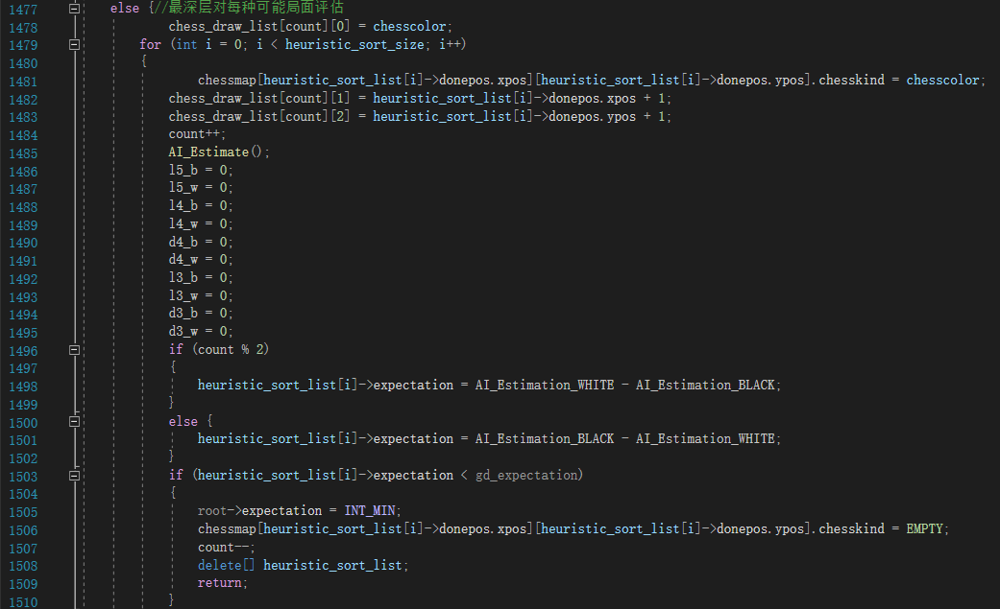 1477 else {//最深层对每种可能局面评估
1478 chess_draw_list[count][0] = chesscolor;
1479 for (int i = 0; i < heuristic_sort_size; i++)
1480 {
1481 chessmap[heuristic_sort_list[i]->donepos.xpos][heuristic_sort_list[i]->donepos.ypos].chesskind = chesscolor;
1482 chess_draw_list[count][1] = heuristic_sort_list[i]->donepos.xpos + 1;
1483 chess_draw_list[count][2] = heuristic_sort_list[i]->donepos.ypos + 1;
1484 count++;
1485 AI_Estimate();
1486 l5_b = 0;
1487 l5_w = 0;
1488 l4_b = 0;
1489 l4_w = 0;
1490 d4_b = 0;
1491 d4_w = 0;
1492 l3_b = 0;
1493 l3_w = 0;
1494 d3_b = 0;
1495 d3_w = 0;
1496 if (count % 2)
1497 {
1498 heuristic_sort_list[i]->expectation = AI_Estimation_WHITE - AI_Estimation_BLACK;
1499 }
1500 else {
1501 heuristic_sort_list[i]->expectation = AI_Estimation_BLACK - AI_Estimation_WHITE;
1502 }
1503 if (heuristic_sort_list[i]->expectation < gd_expectation)
1504 {
1505 root->expectation = INT_MIN;
1506 chessmap[heuristic_sort_list[i]->donepos.xpos][heuristic_sort_list[i]->donepos.ypos].chesskind = EMPTY;
1507 count--;
1508 delete[] heuristic_sort_list;
1509 return;
1510 }